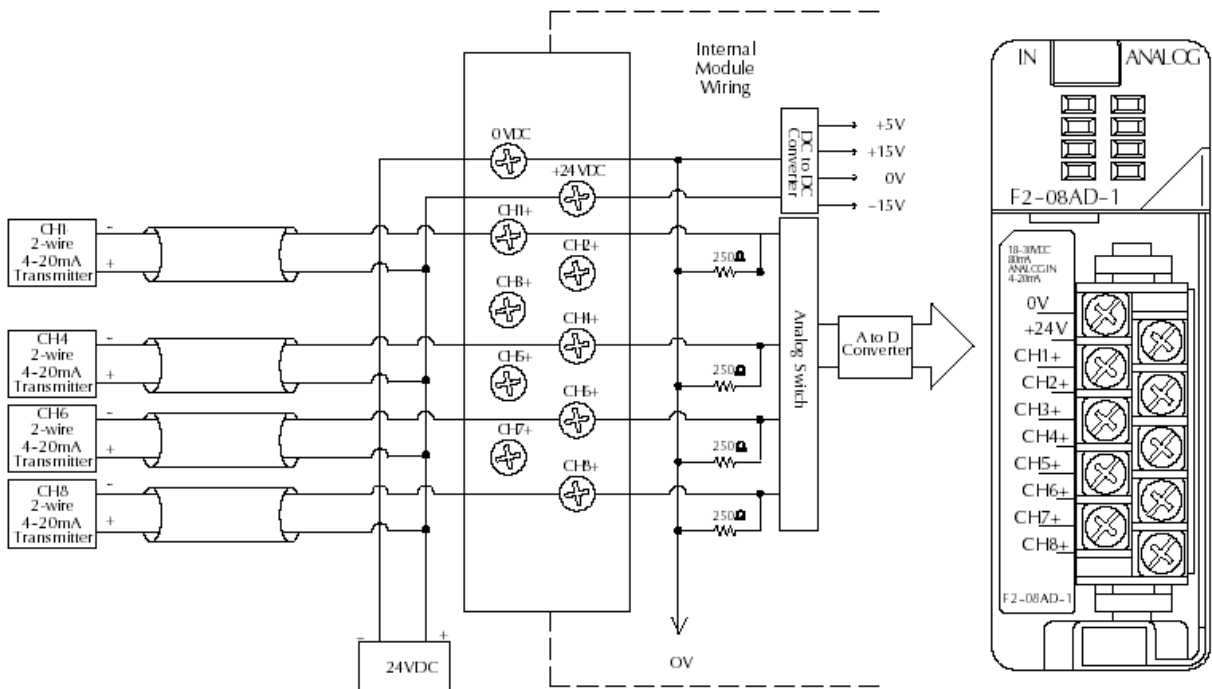 Internal
Module
Wiring
0VDC
+24VDC
CH1+
CH2+
CH3+
CH4+
CH5+
CH6+
CH7+
CH8+
CH1
2-wire
4-20mA
Transmitter
-
+
CH4
2-wire
4-20mA
Transmitter
-
+
CH6
2-wire
4-20mA
Transmitter
-
+
CH8
2-wire
4-20mA
Transmitter
-
+
250Ω
250Ω
250Ω
250Ω
DC to DC
Converter
+5V
+15V
0V
-15V
Analog Switch
A to D
Converter
- +
24VDC
0V
IN ANALOG
F2-08AD-1
18-30VDC
80mA
ANALOG IN
4-20mA
0V
+24V
CH1+
CH2+
CH3+
CH4+
CH5+
CH6+
CH7+
CH8+
F2-08AD-1